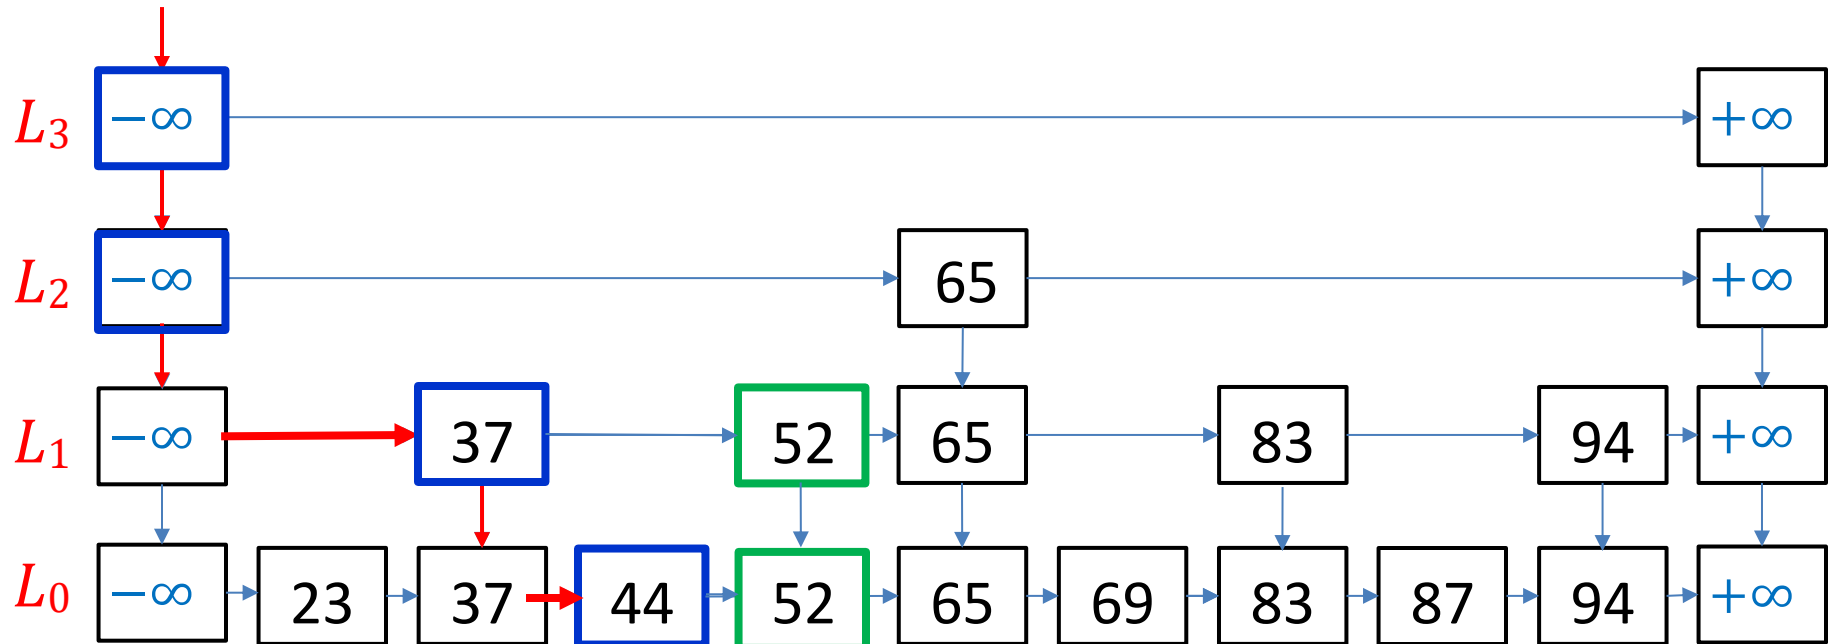 L₃ −∞ +∞
L₂ −∞ 65 +∞
L₁ −∞ 37 52 65 83 94 +∞
L₀ −∞ 23 37 44 52 65 69 83 87 94 +∞